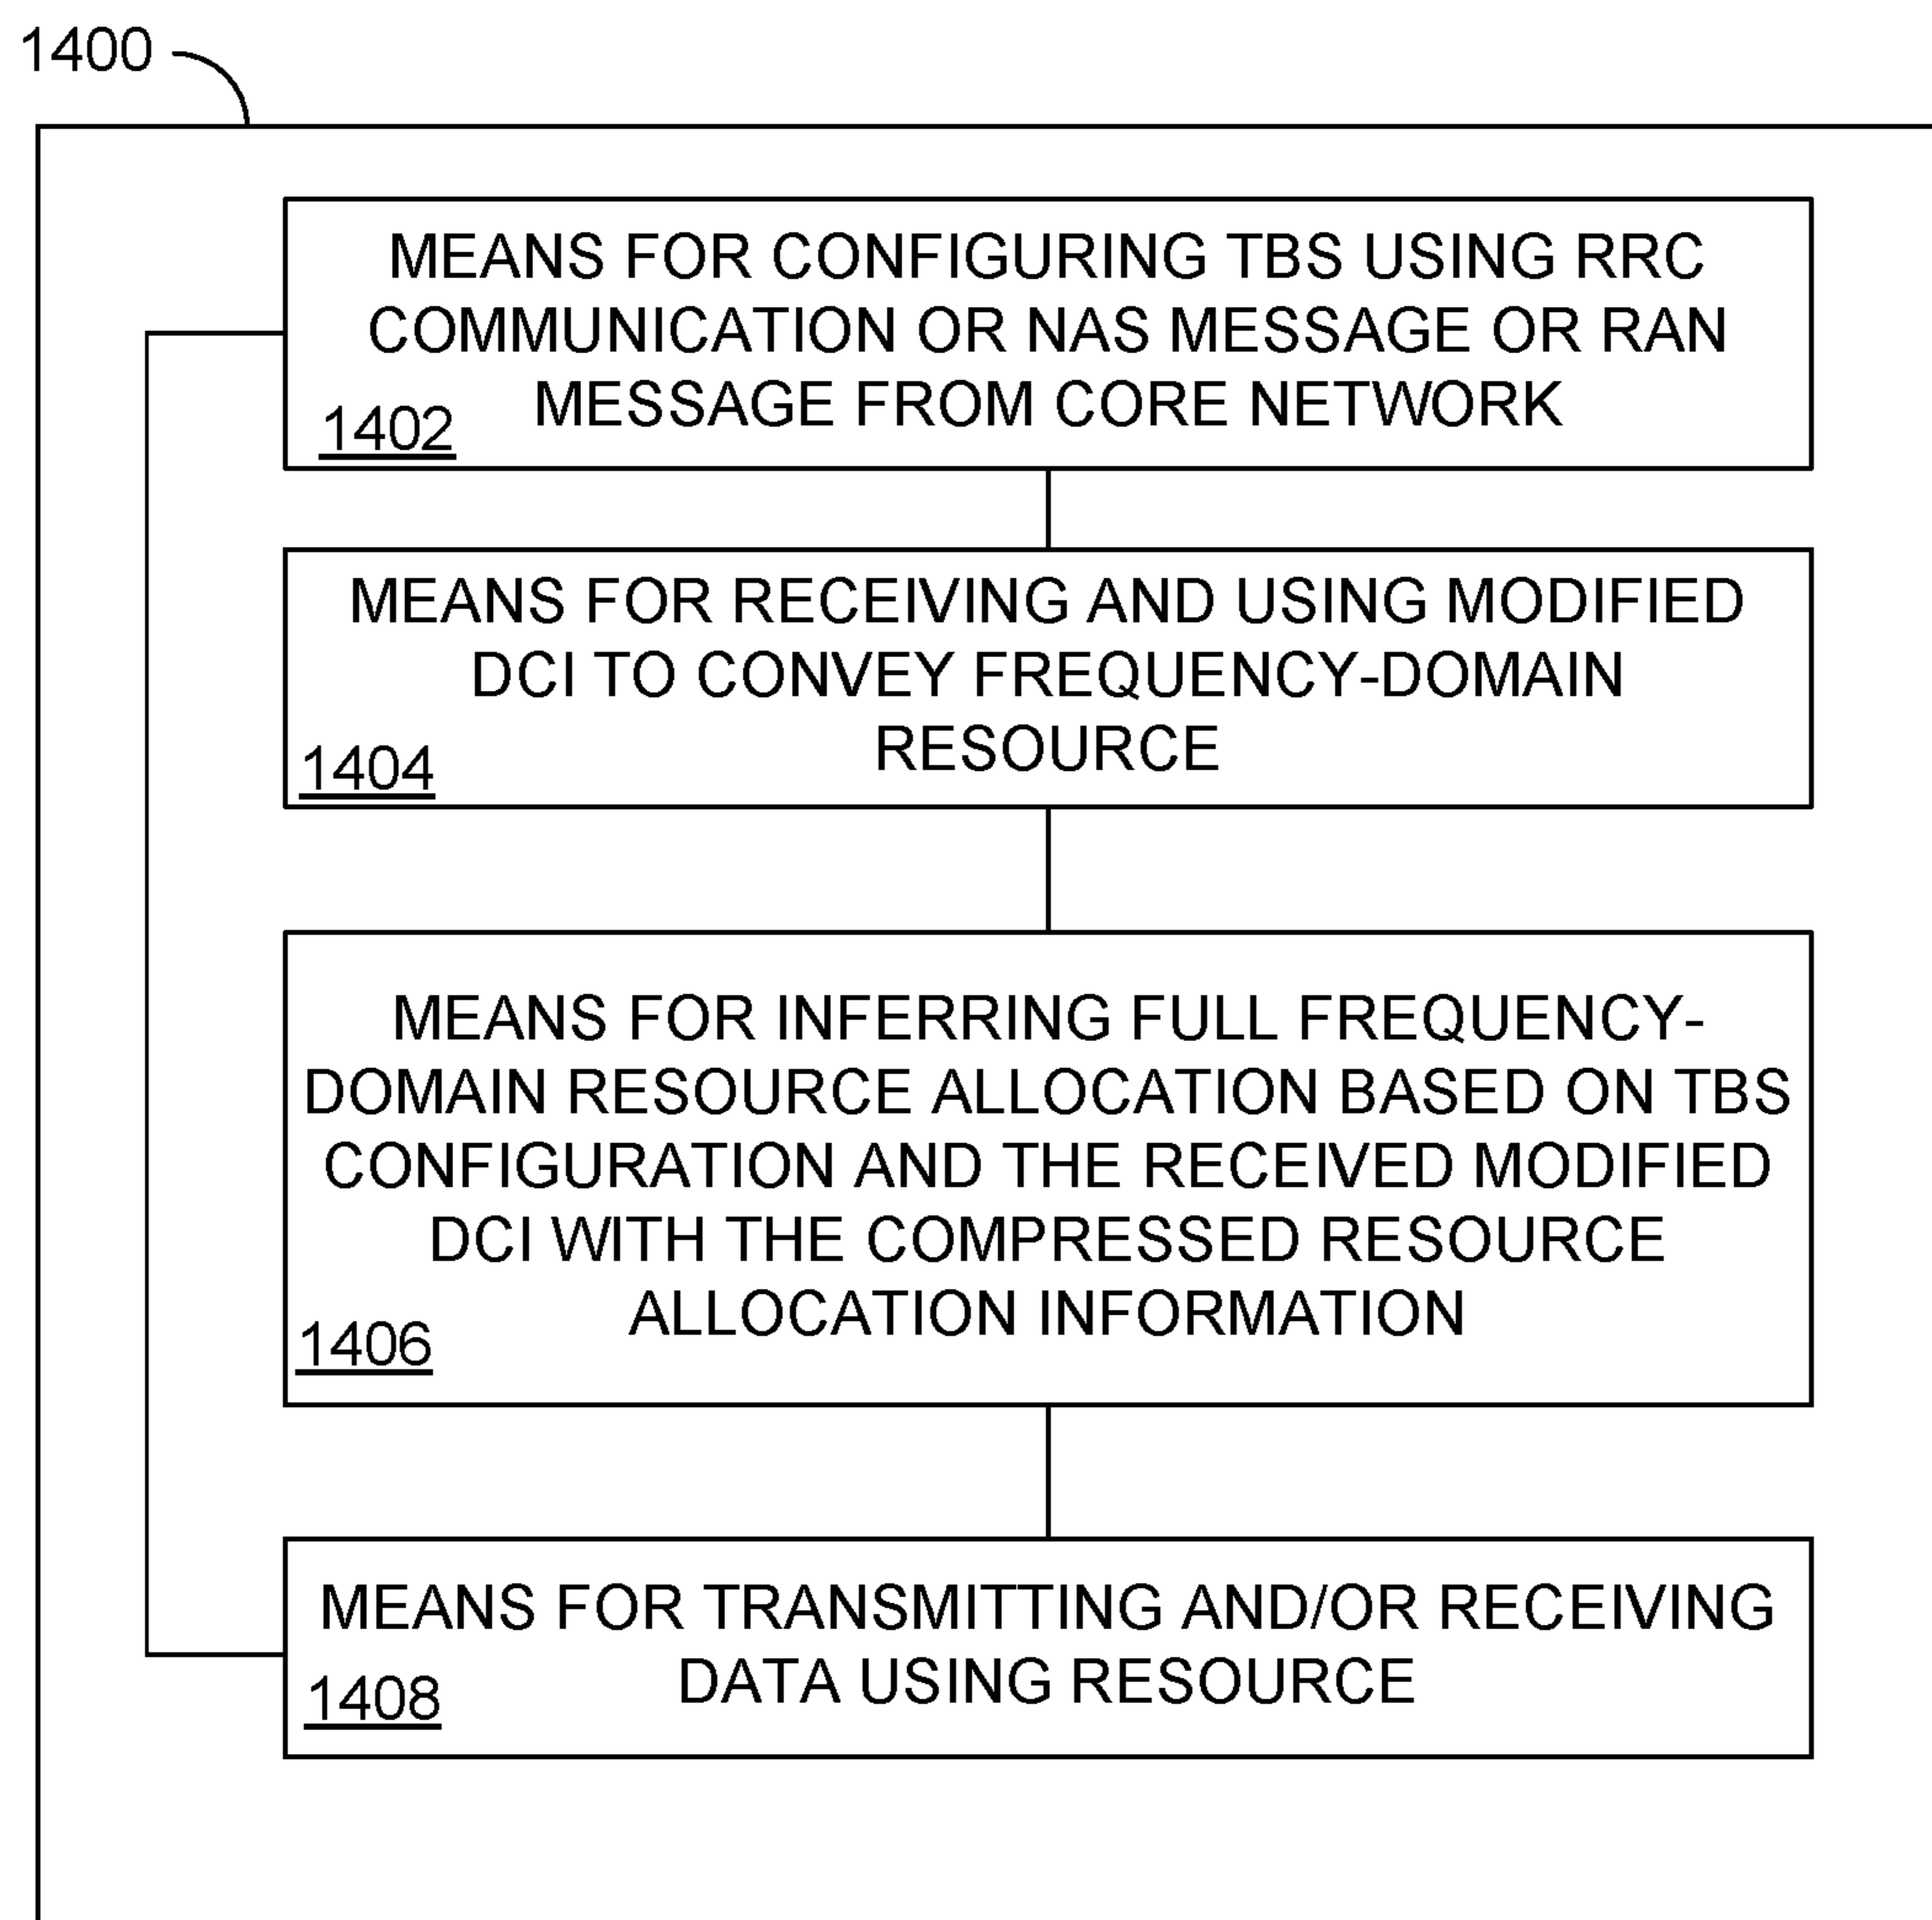 1400
MEANS FOR CONFIGURING TBS USING RRC
COMMUNICATION OR NAS MESSAGE OR RAN
MESSAGE FROM CORE NETWORK
1402
MEANS FOR RECEIVING AND USING MODIFIED
DCI TO CONVEY FREQUENCY-DOMAIN
RESOURCE
1404
MEANS FOR INFERRING FULL FREQUENCY-
DOMAIN RESOURCE ALLOCATION BASED ON TBS
CONFIGURATION AND THE RECEIVED MODIFIED
DCI WITH THE COMPRESSED RESOURCE
ALLOCATION INFORMATION
1406
MEANS FOR TRANSMITTING AND/OR RECEIVING
DATA USING RESOURCE
1408